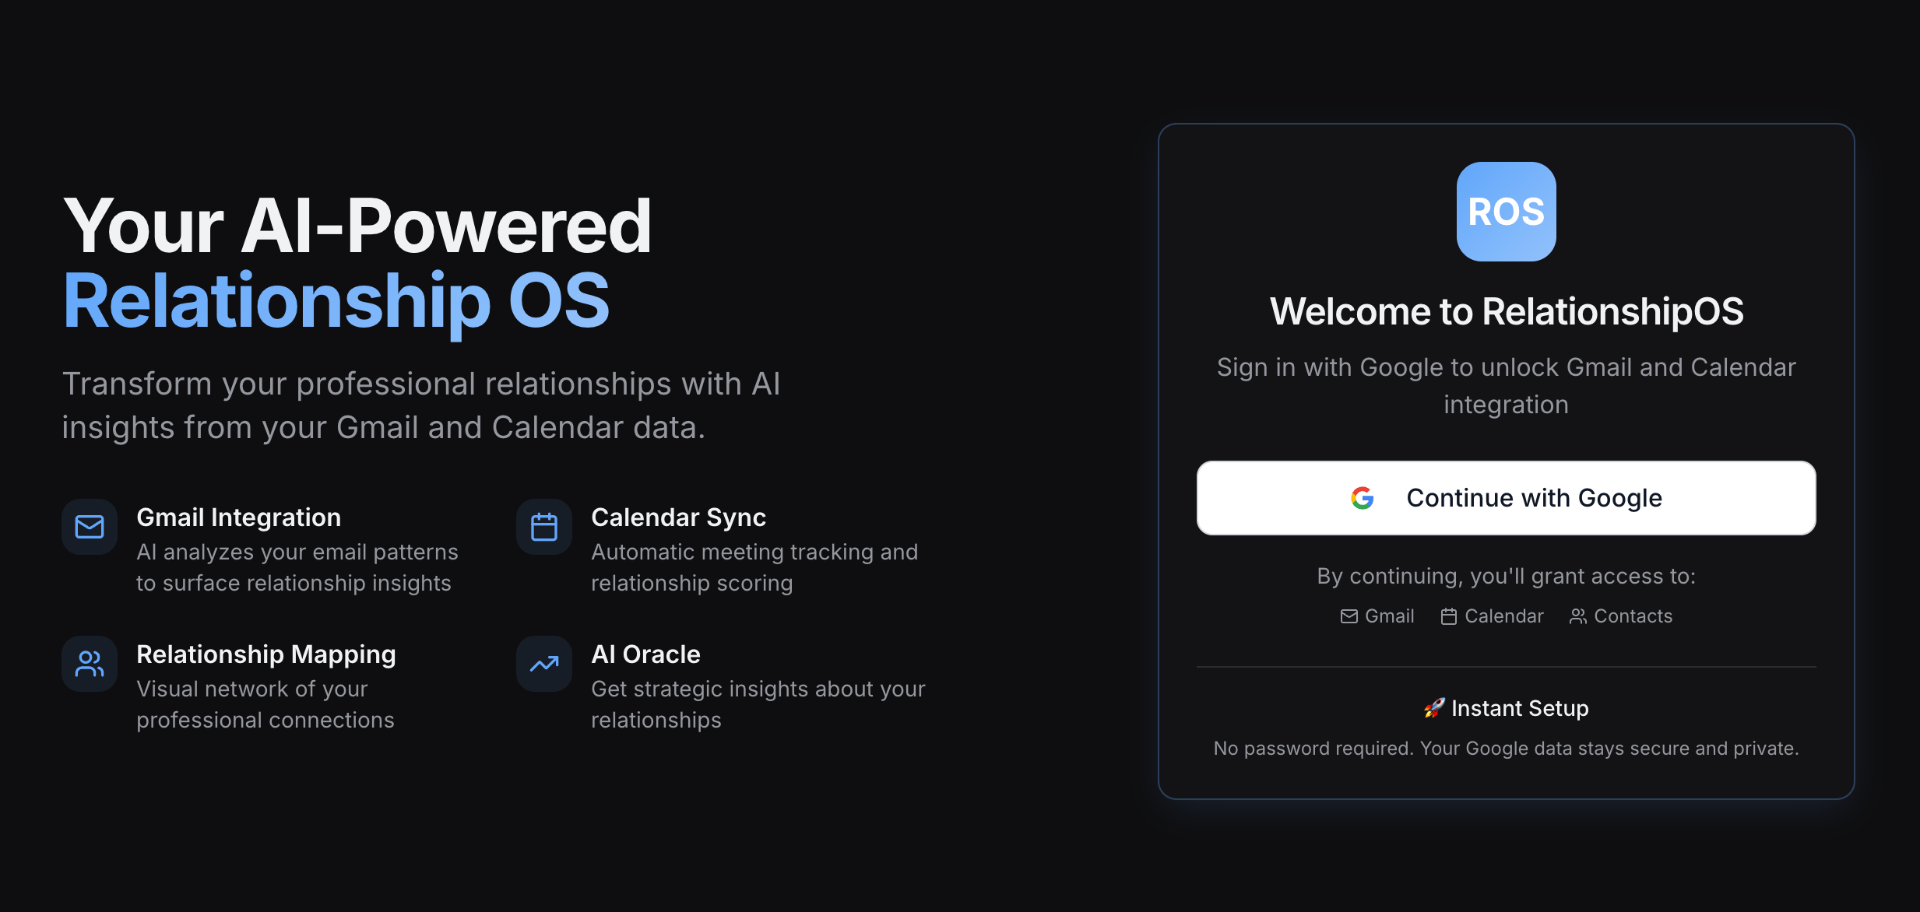 Your AI-Powered
Relationship OS
Transform your professional relationships with AI
insights from your Gmail and Calendar data.
Gmail Integration
AI analyzes your email patterns
to surface relationship insights
Calendar Sync
Automatic meeting tracking and
relationship scoring
Relationship Mapping
Visual network of your
professional connections
AI Oracle
Get strategic insights about your
relationships
ROS
Welcome to RelationshipOS
Sign in with Google to unlock Gmail and Calendar
integration
Continue with Google
By continuing, you'll grant access to:
Gmail Calendar Contacts
🚀 Instant Setup
No password required. Your Google data stays secure and private.